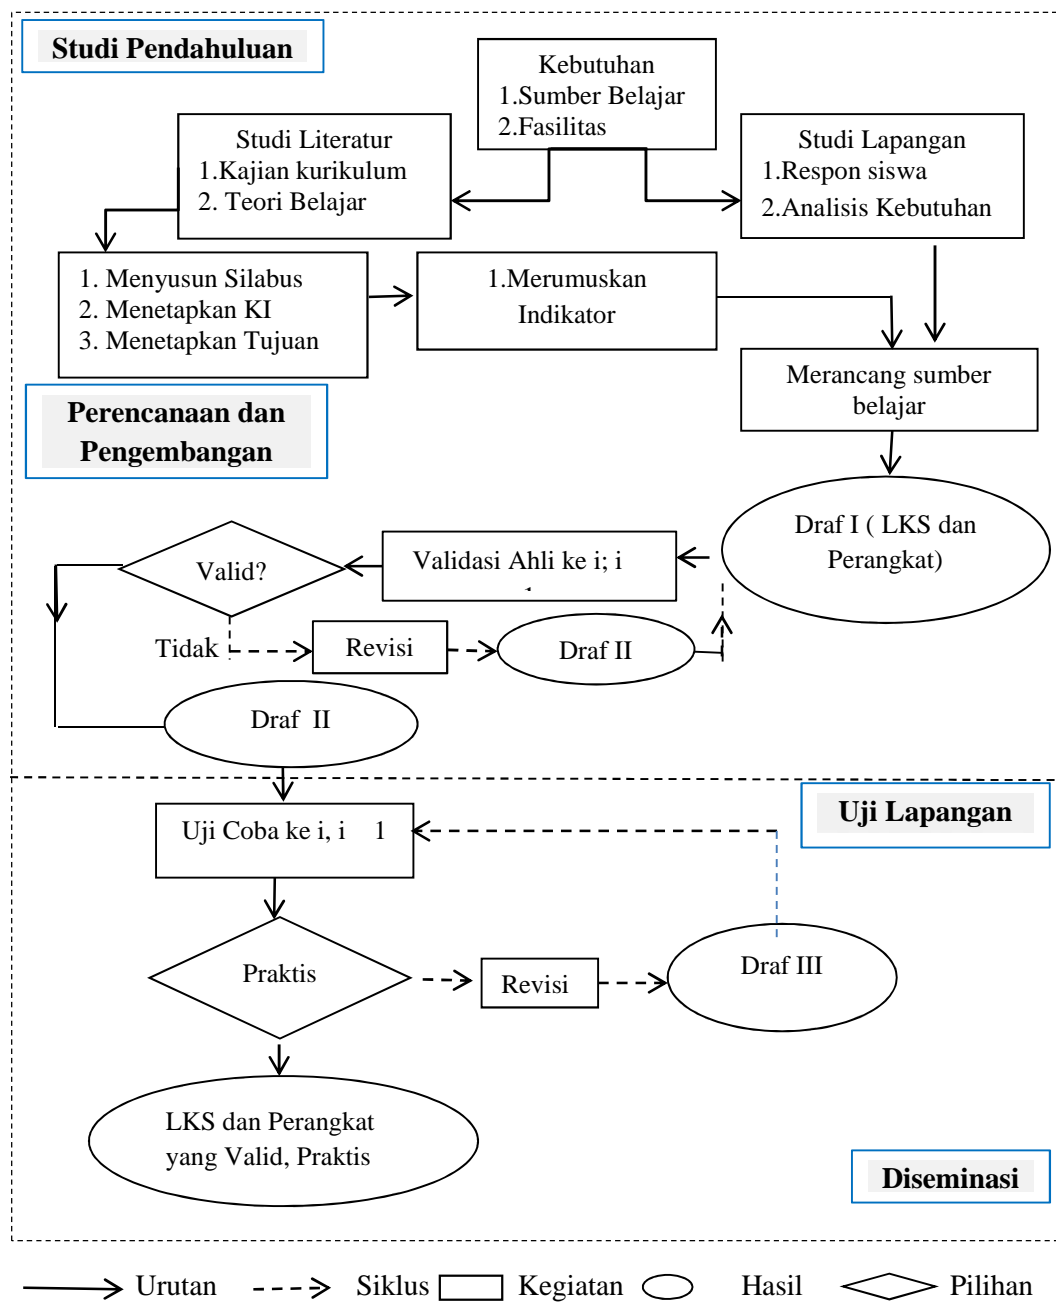 Studi Pendahuluan
Kebutuhan
1.Sumber Belajar
2.Fasilitas
Studi Literatur
1.Kajian kurikulum
2. Teori Belajar
Studi Lapangan
1.Respon siswa
2.Analisis Kebutuhan
1. Menyusun Silabus
2. Menetapkan KI
3. Menetapkan Tujuan
1.Merumuskan
Indikator
Merancang sumber
belajar
Perencanaan dan
Pengembangan
Draf I ( LKS dan
Perangkat)
Validasi Ahli ke i; i
Valid?
Tidak
Revisi
Draf II
Draf II
Uji Lapangan
Uji Coba ke i, i 1
Praktis
Revisi
Draf III
LKS dan Perangkat
yang Valid, Praktis
Diseminasi
Urutan
Siklus
Kegiatan
Hasil
Pilihan